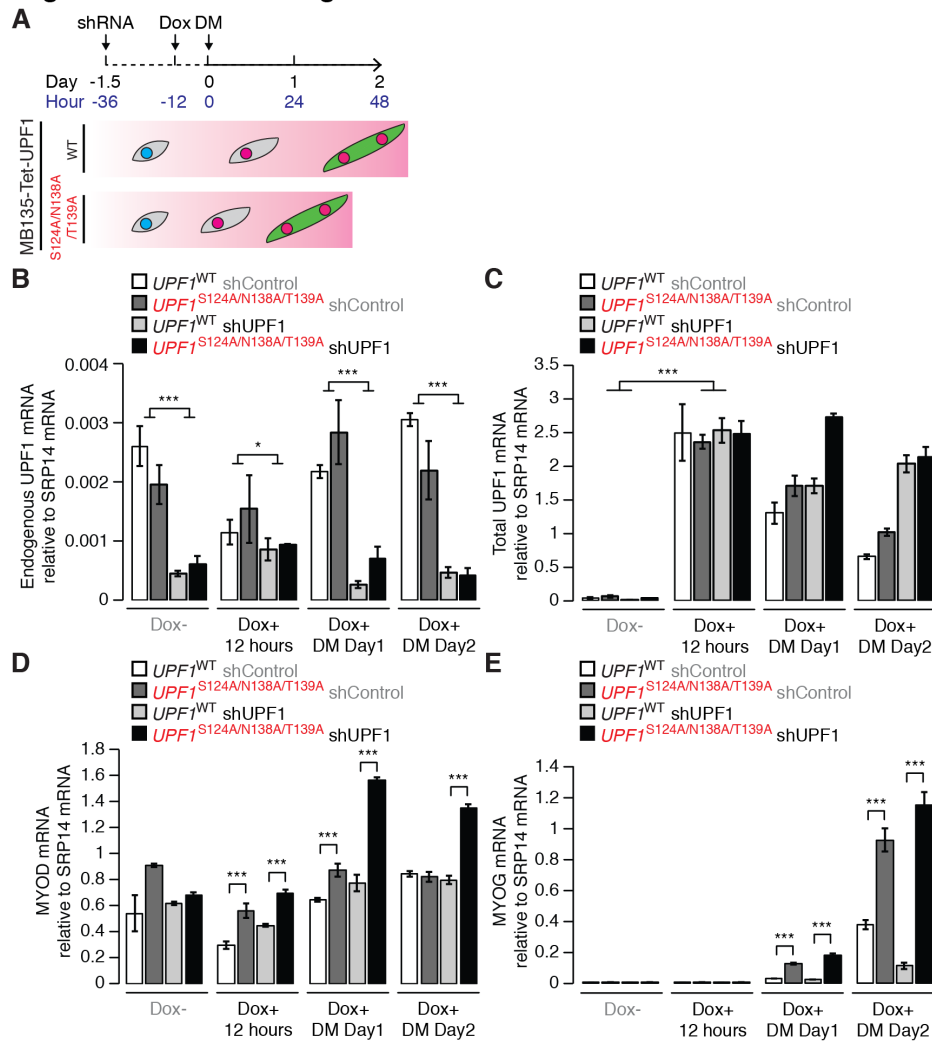 A
shRNA Dox DM
Day -1.5 0 1 2
Hour -36 -12 0 24 48
MB135-Tet-UPF1
WT
S124A/N138A
/T139A
B
UPF1WT shControl
UPF1S124A/N138A/T139A shControl
UPF1WT shUPF1
UPF1S124A/N138A/T139A shUPF1
Endogenous UPF1 mRNA
relative to SRP14 mRNA
0.004
0.003
0.002
0.001
0
*** * *** ***
Dox- Dox+ Dox+ Dox+
12 hours DM Day1 DM Day2
C
UPF1WT shControl
UPF1S124A/N138A/T139A shControl
UPF1WT shUPF1
UPF1S124A/N138A/T139A shUPF1
Total UPF1 mRNA
relative to SRP14 mRNA
3.5
3
2.5
2
1.5
1
0.5
0
***
Dox- Dox+ Dox+ Dox+
12 hours DM Day1 DM Day2
D
UPF1WT shControl
UPF1S124A/N138A/T139A shControl
UPF1WT shUPF1
UPF1S124A/N138A/T139A shUPF1
MYOD mRNA
relative to SRP14 mRNA
1.8
1.6
1.4
1.2
1
0.8
0.6
0.4
0.2
0
*** *** *** *** ***
Dox- Dox+ Dox+ Dox+
12 hours DM Day1 DM Day2
E
UPF1WT shControl
UPF1S124A/N138A/T139A shControl
UPF1WT shUPF1
UPF1S124A/N138A/T139A shUPF1
MYOG mRNA
relative to SRP14 mRNA
1.4
1.2
1
0.8
0.6
0.4
0.2
0
*** *** *** ***
Dox- Dox+ Dox+ Dox+
12 hours DM Day1 DM Day2